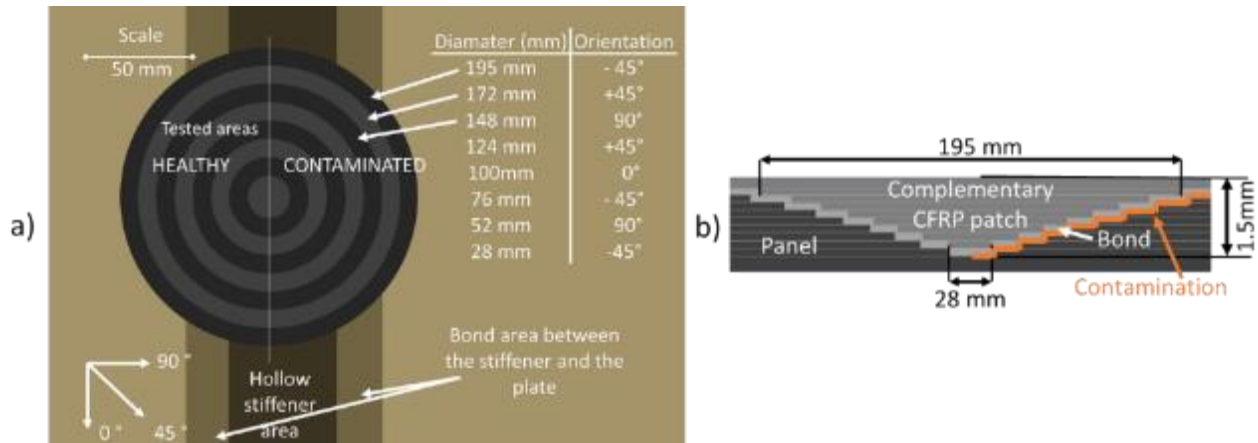 a)
Scale
50 mm
Tested areas
HEALTHY CONTAMINATED
Diamater (mm) Orientation
195 mm - 45°
172 mm +45°
148 mm 90°
124 mm +45°
100mm 0°
76 mm - 45°
52 mm 90°
28 mm -45°
Bond area between
the stiffener and the
plate
Hollow
stiffener
area
90 °
0 °
45 °
b)
195 mm
Complementary
CFRP patch
Panel
Bond
1.5mm
28 mm
Contamination